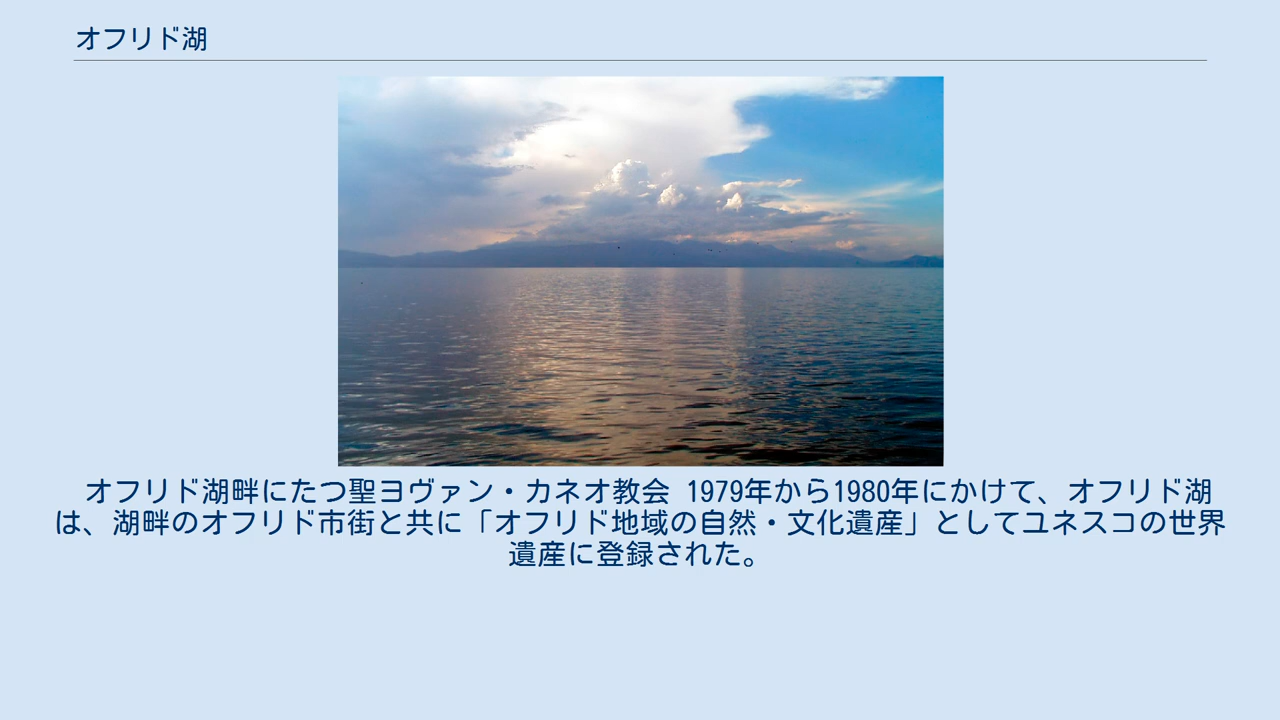 オフリド湖
オフリド湖畔にたつ聖ヨヴァン・カネオ教会 1979年から1980年にかけて、オフリド湖
は、湖畔のオフリド市街と共に「オフリド地域の自然・文化遺産」としてユネスコの世界
遺産に登録された。